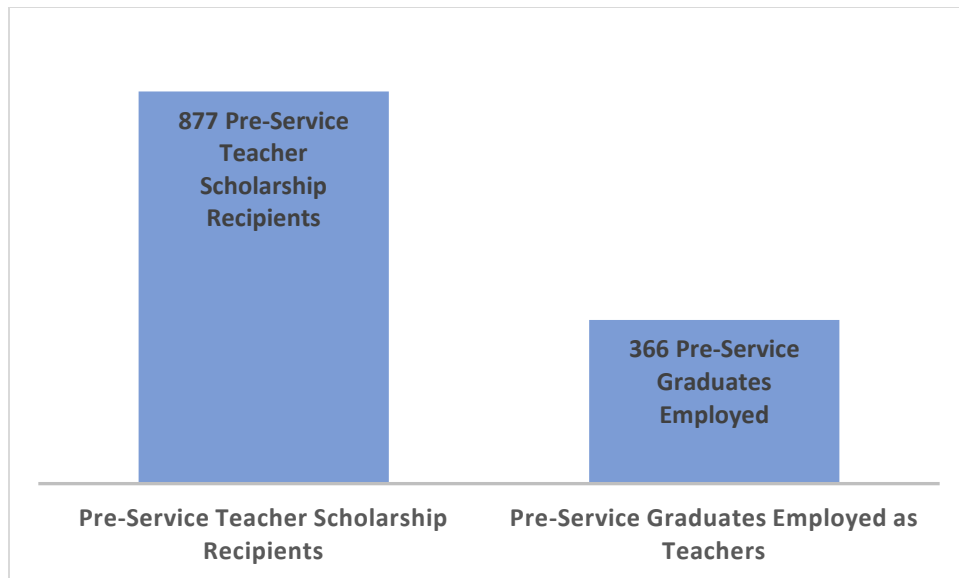 877 Pre-Service
Teacher
Scholarship
Recipients
366 Pre-Service
Graduates
Employed
Pre-Service Teacher Scholarship
Recipients
Pre-Service Graduates Employed as
Teachers